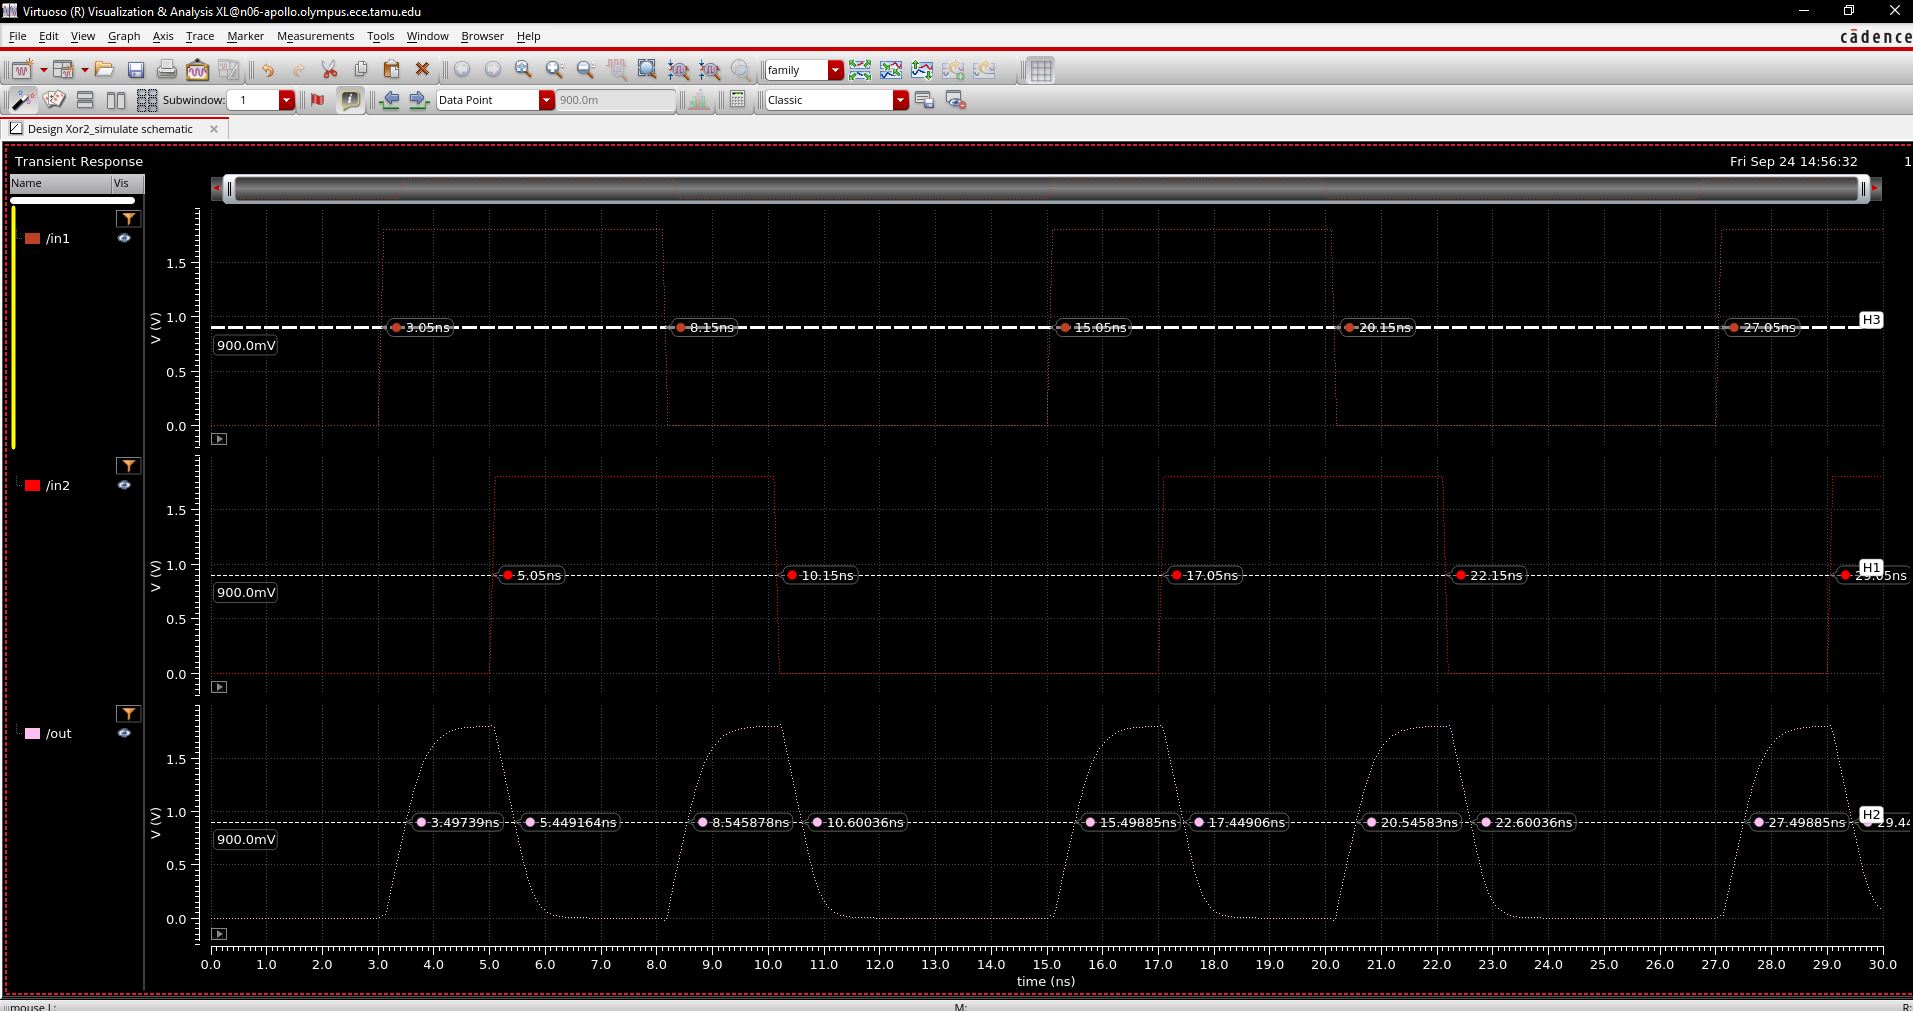 Virtuoso (R) Visualization & Analysis XL@n06-apollo.olympus.ece.tamu.edu
File Edit View Graph Axis Trace Marker Measurements Tools Window Browser Help
cādence
family
Subwindow: 1 Data Point 900.0m Classic
Design Xor2_simulate schematic
Transient Response Fri Sep 24 14:56:32 1
Name Vis
/in1
V (V)
1.5
1.0
0.5
0.0
900.0mV
3.05ns 8.15ns 15.05ns 20.15ns 27.05ns H3
/in2
V (V)
1.5
1.0
0.5
0.0
900.0mV
5.05ns 10.15ns 17.05ns 22.15ns 29.05ns H1
/out
V (V)
1.5
1.0
0.5
0.0
900.0mV
3.49739ns 5.449164ns 8.545878ns 10.60036ns 15.49885ns 17.44906ns 20.54583ns 22.60036ns 27.49885ns H2 29.44
0.0 1.0 2.0 3.0 4.0 5.0 6.0 7.0 8.0 9.0 10.0 11.0 12.0 13.0 14.0 15.0 16.0 17.0 18.0 19.0 20.0 21.0 22.0 23.0 24.0 25.0 26.0 27.0 28.0 29.0 30.0
time (ns)
mouse L: M: R: